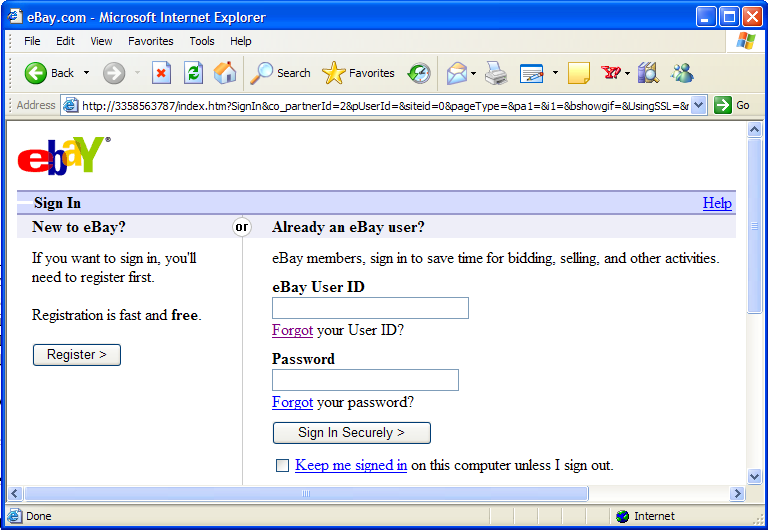 eBay.com - Microsoft Internet Explorer
File Edit View Favorites Tools Help
Back Search Favorites Y!
Address http://3358563787/index.htm?SignIn&co_partnerId=2&pUserId=&siteid=0&pageType=&pa1=&i1=&bshowgif=&UsingSSL=& Go
ebaY®
Sign In Help
New to eBay? or Already an eBay user?
If you want to sign in, you'll
need to register first.
Registration is fast and free.
Register >
eBay members, sign in to save time for bidding, selling, and other activities.
eBay User ID
Forgot your User ID?
Password
Forgot your password?
Sign In Securely >
Keep me signed in on this computer unless I sign out.
Done Internet